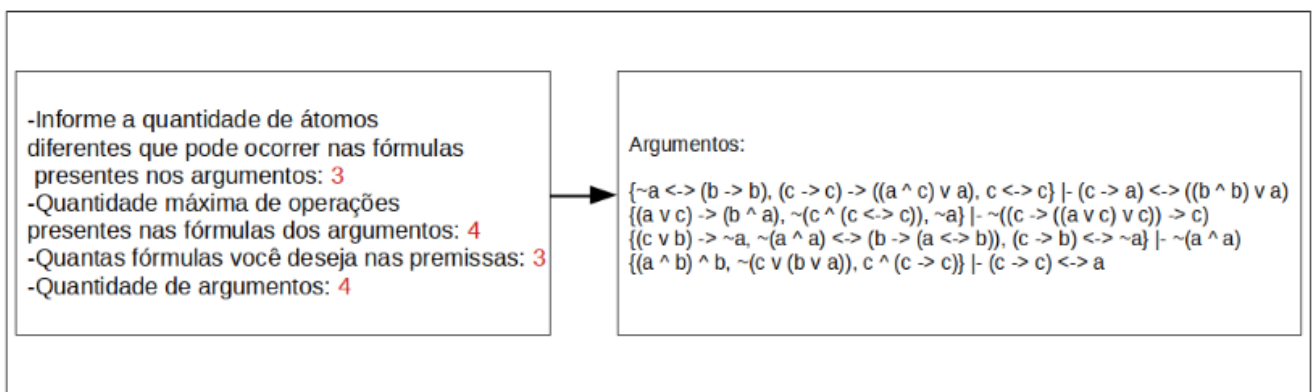 -Informe a quantidade de átomos
diferentes que pode ocorrer nas fórmulas
presentes nos argumentos: 3
-Quantidade máxima de operações
presentes nas fórmulas dos argumentos: 4
-Quantas fórmulas você deseja nas premissas: 3
-Quantidade de argumentos: 4
Argumentos:
{~a <-> (b -> b), (c -> c) -> ((a ^ c) v a), c <-> c} |- (c -> a) <-> ((b ^ b) v a)
{(a v c) -> (b ^ a), ~(c ^ (c <-> c)), ~a} |- ~((c -> ((a v c) v c)) -> c)
{(c v b) -> ~a, ~(a ^ a) <-> (b -> (a <-> b)), (c -> b) <-> ~a} |- ~(a ^ a)
{(a ^ b) ^ b, ~(c v (b v a)), c ^ (c -> c)} |- (c -> c) <-> a